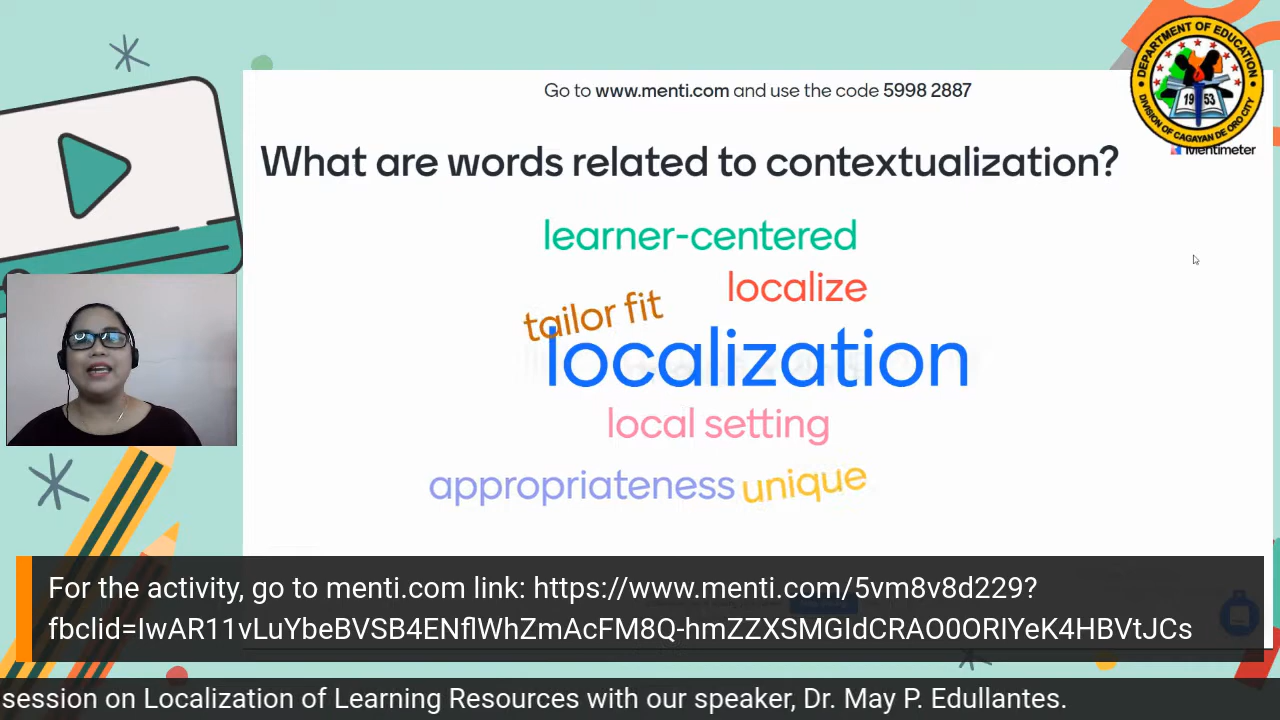 Go to www.menti.com and use the code 5998 2887
DEPARTMENT OF EDUCATION
1953
DIVISION OF CAGAYAN DE ORO CITY
Mentimeter
What are words related to contextualization?
learner-centered
localize
tailor fit
localization
local setting
appropriateness unique
For the activity, go to menti.com link: https://www.menti.com/5vm8v8d229?
fbclid=IwAR11vLuYbeBVSB4ENflWhZmAcFM8Q-hmZZXSMGIdCRAO0ORIYeK4HBVtJCs
session on Localization of Learning Resources with our speaker, Dr. May P. Edullantes.